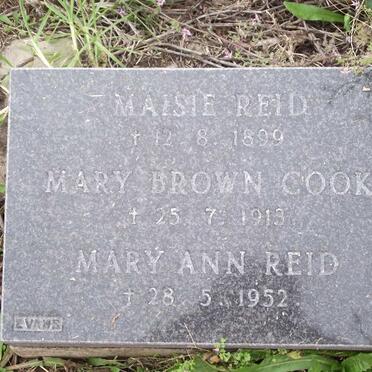 MAISIE REID
† 12. 8. 1899
MARY BROWN COOK
† 25. 7. 1913
MARY ANN REID
† 28. 5. 1952
EVANS